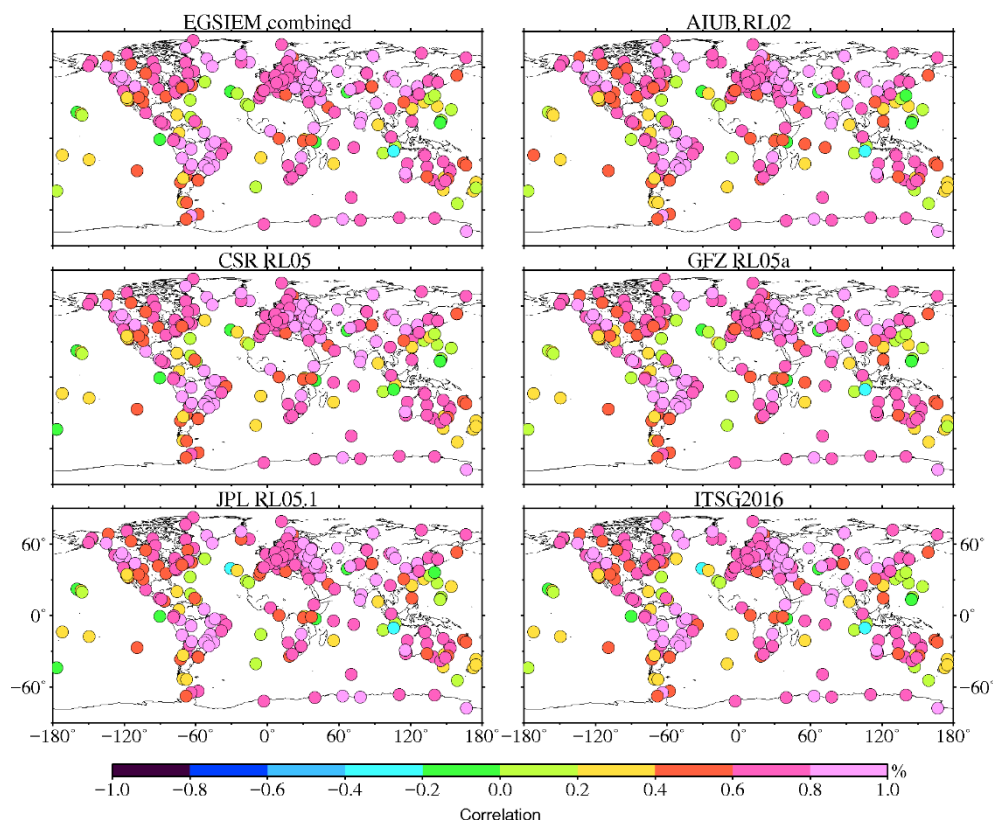 EGSIEM combined
AIUB RL02
CSR RL05
GFZ RL05a
JPL RL05.1
ITSG2016
60° 60°
0° 0°
−60° −60°
−180° −120° −60° 0° 60° 120° 180° −180° −120° −60° 0° 60° 120° 180°
%
−1.0 −0.8 −0.6 −0.4 −0.2 0.0 0.2 0.4 0.6 0.8 1.0
Correlation